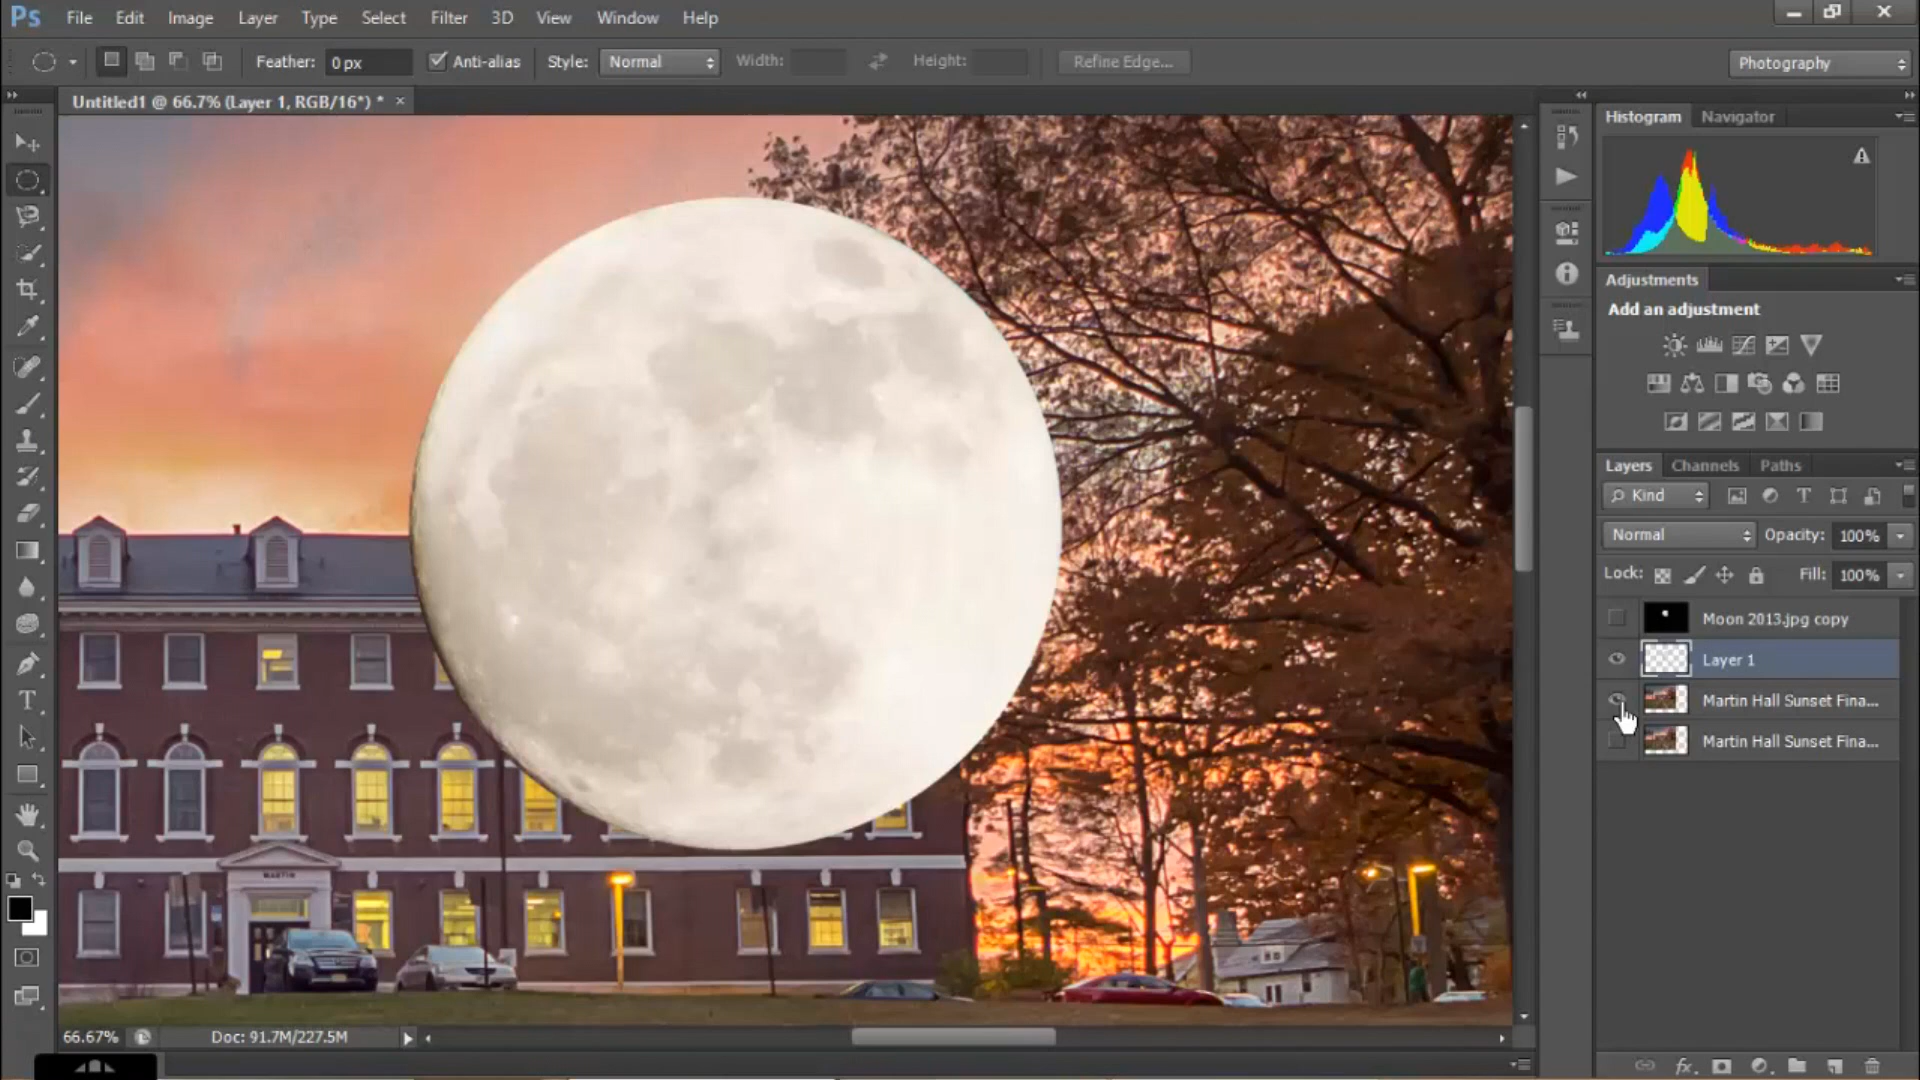 Ps File Edit Image Layer Type Select Filter 3D View Window Help
Feather: 0 px Anti-alias Style: Normal Width: Height: Refine Edge... Photography
Untitled1 @ 66.7% (Layer 1, RGB/16*) * ×
Histogram Navigator
Adjustments
Add an adjustment
Layers Channels Paths
Kind
Normal Opacity: 100%
Lock: Fill: 100%
Moon 2013.jpg copy
Layer 1
Martin Hall Sunset Fina...
Martin Hall Sunset Fina...
MARTIN
66.67% Doc: 91.7M/227.5M